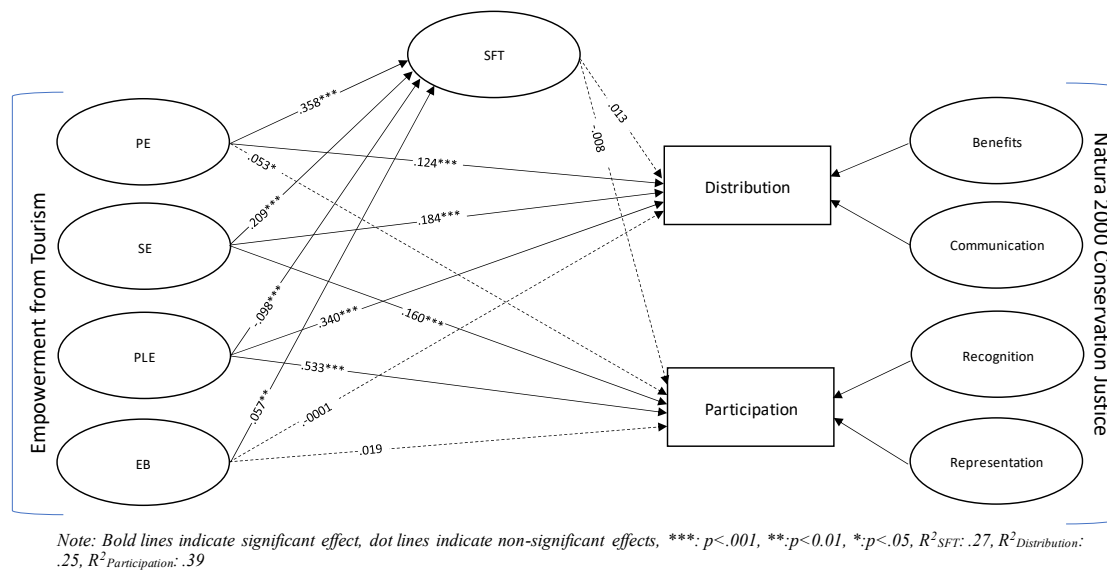 SFT
PE
SE
PLE
EB
Empowerment from Tourism
.358***
.053*
.124***
.209***
.184***
-.098***
.340***
.160***
.533***
.057**
.0001
.019
.013
.008
Distribution
Participation
Benefits
Communication
Recognition
Representation
Natura 2000 Conservation Justice
Note: Bold lines indicate significant effect, dot lines indicate non-significant effects, ***: p<.001, **:p<0.01, *:p<.05, R²SFT: .27, R²Distribution:
.25, R²Participation: .39